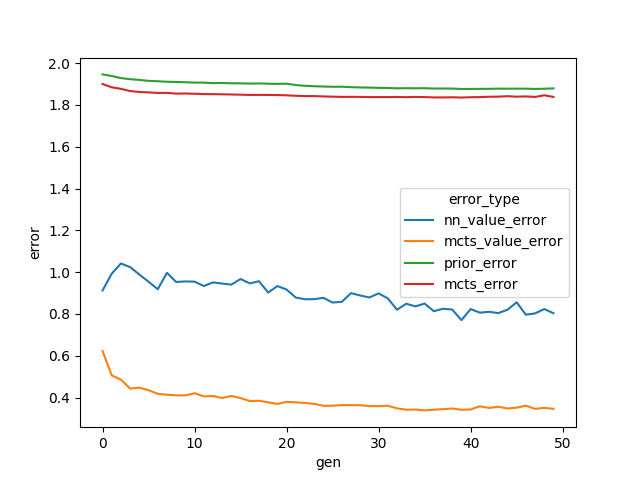 2.0
1.8
1.6
1.4
1.2
1.0
0.8
0.6
0.4
error
error_type
nn_value_error
mcts_value_error
prior_error
mcts_error
0 10 20 30 40 50
gen